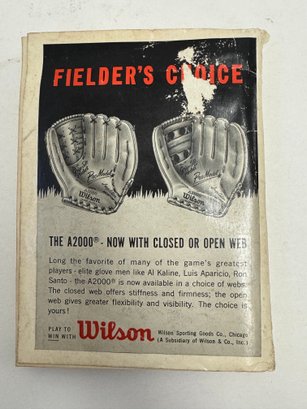 FIELDER'S CHOICE
Wilson
Wilson
THE A2000® - NOW WITH CLOSED OR OPEN WEB
Long the favorite of many of the game's greatest
players - elite glove men like Al Kaline, Luis Aparicio, Ron
Santo - the A2000® is now available in a choice of webs.
The closed web offers stiffness and firmness; the open
web gives greater flexibility and visibility. The choice is
yours!
PLAY TO
WIN WITH
Wilson
Wilson Sporting Goods Co., Chicago
(A Subsidiary of Wilson & Co., Inc.)